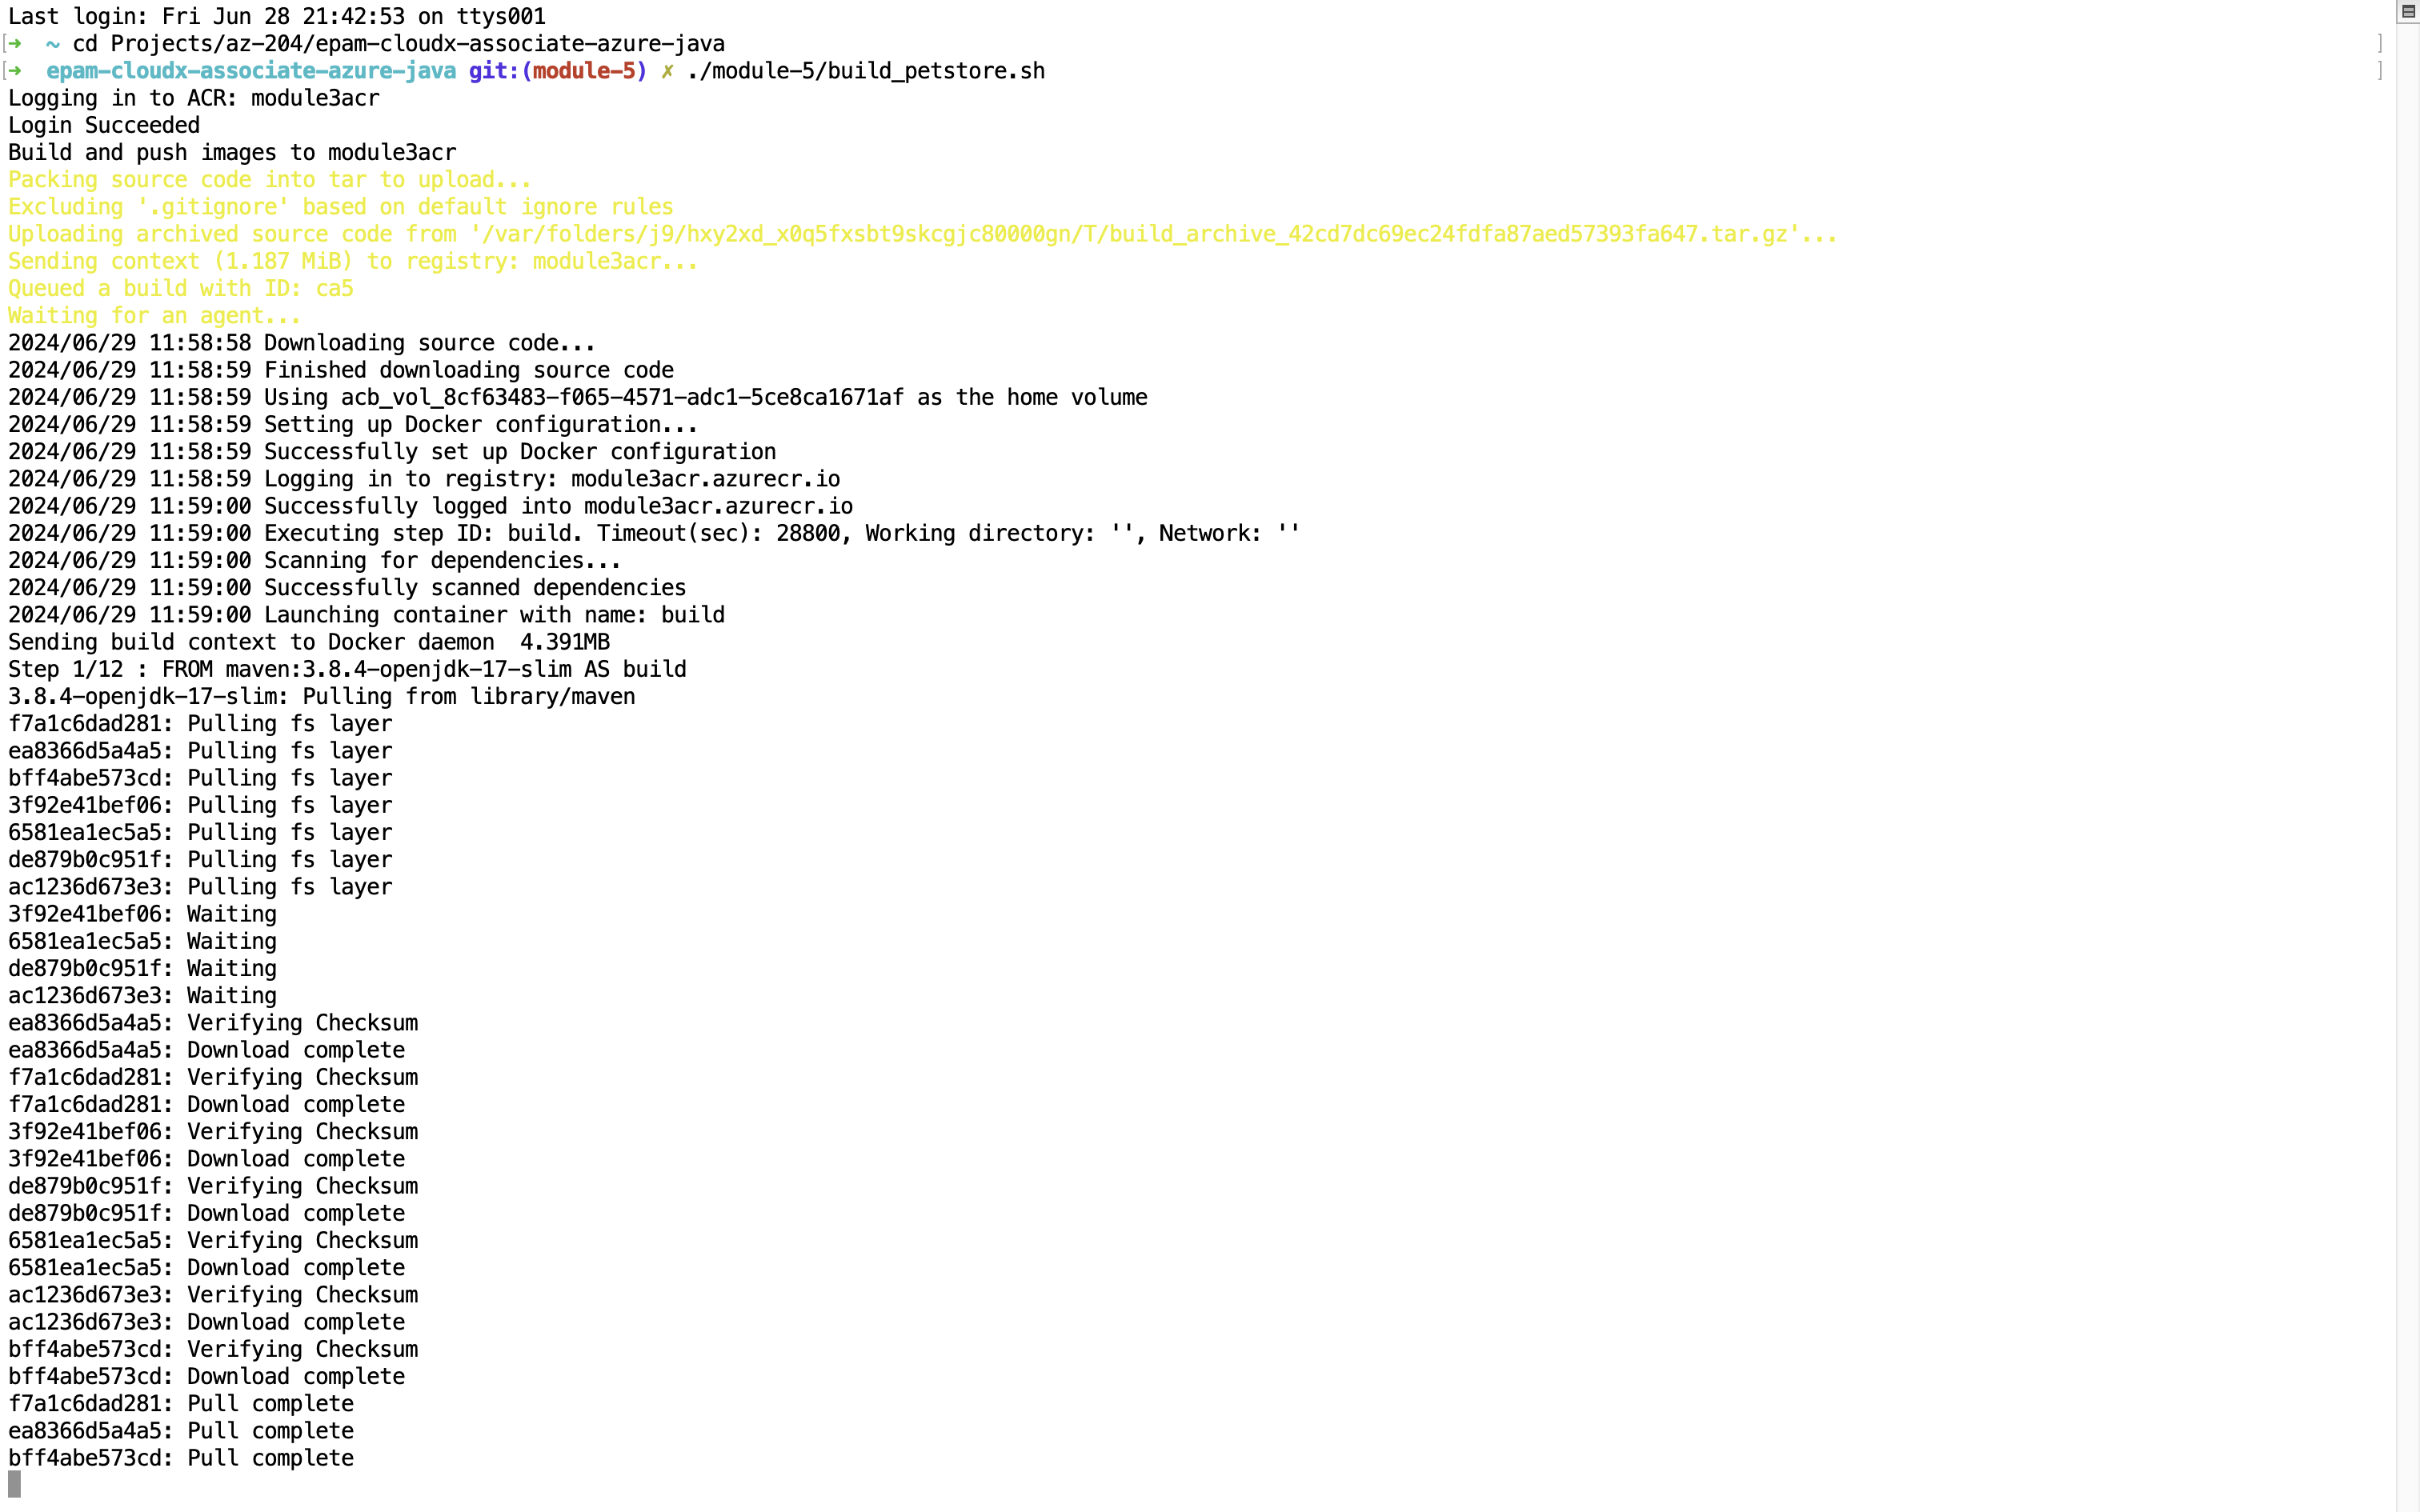 Last login: Fri Jun 28 21:42:53 on ttys001
[➜  ~ cd Projects/az-204/epam-cloudx-associate-azure-java ]
[➜  epam-cloudx-associate-azure-java git:(module-5) ✗ ./module-5/build_petstore.sh ]
Logging in to ACR: module3acr
Login Succeeded
Build and push images to module3acr
Packing source code into tar to upload...
Excluding '.gitignore' based on default ignore rules
Uploading archived source code from '/var/folders/j9/hxy2xd_x0q5fxsbt9skcgjc80000gn/T/build_archive_42cd7dc69ec24fdfa87aed57393fa647.tar.gz'...
Sending context (1.187 MiB) to registry: module3acr...
Queued a build with ID: ca5
Waiting for an agent...
2024/06/29 11:58:58 Downloading source code...
2024/06/29 11:58:59 Finished downloading source code
2024/06/29 11:58:59 Using acb_vol_8cf63483-f065-4571-adc1-5ce8ca1671af as the home volume
2024/06/29 11:58:59 Setting up Docker configuration...
2024/06/29 11:58:59 Successfully set up Docker configuration
2024/06/29 11:58:59 Logging in to registry: module3acr.azurecr.io
2024/06/29 11:59:00 Successfully logged into module3acr.azurecr.io
2024/06/29 11:59:00 Executing step ID: build. Timeout(sec): 28800, Working directory: '', Network: ''
2024/06/29 11:59:00 Scanning for dependencies...
2024/06/29 11:59:00 Successfully scanned dependencies
2024/06/29 11:59:00 Launching container with name: build
Sending build context to Docker daemon  4.391MB
Step 1/12 : FROM maven:3.8.4-openjdk-17-slim AS build
3.8.4-openjdk-17-slim: Pulling from library/maven
f7a1c6dad281: Pulling fs layer
ea8366d5a4a5: Pulling fs layer
bff4abe573cd: Pulling fs layer
3f92e41bef06: Pulling fs layer
6581ea1ec5a5: Pulling fs layer
de879b0c951f: Pulling fs layer
ac1236d673e3: Pulling fs layer
3f92e41bef06: Waiting
6581ea1ec5a5: Waiting
de879b0c951f: Waiting
ac1236d673e3: Waiting
ea8366d5a4a5: Verifying Checksum
ea8366d5a4a5: Download complete
f7a1c6dad281: Verifying Checksum
f7a1c6dad281: Download complete
3f92e41bef06: Verifying Checksum
3f92e41bef06: Download complete
de879b0c951f: Verifying Checksum
de879b0c951f: Download complete
6581ea1ec5a5: Verifying Checksum
6581ea1ec5a5: Download complete
ac1236d673e3: Verifying Checksum
ac1236d673e3: Download complete
bff4abe573cd: Verifying Checksum
bff4abe573cd: Download complete
f7a1c6dad281: Pull complete
ea8366d5a4a5: Pull complete
bff4abe573cd: Pull complete